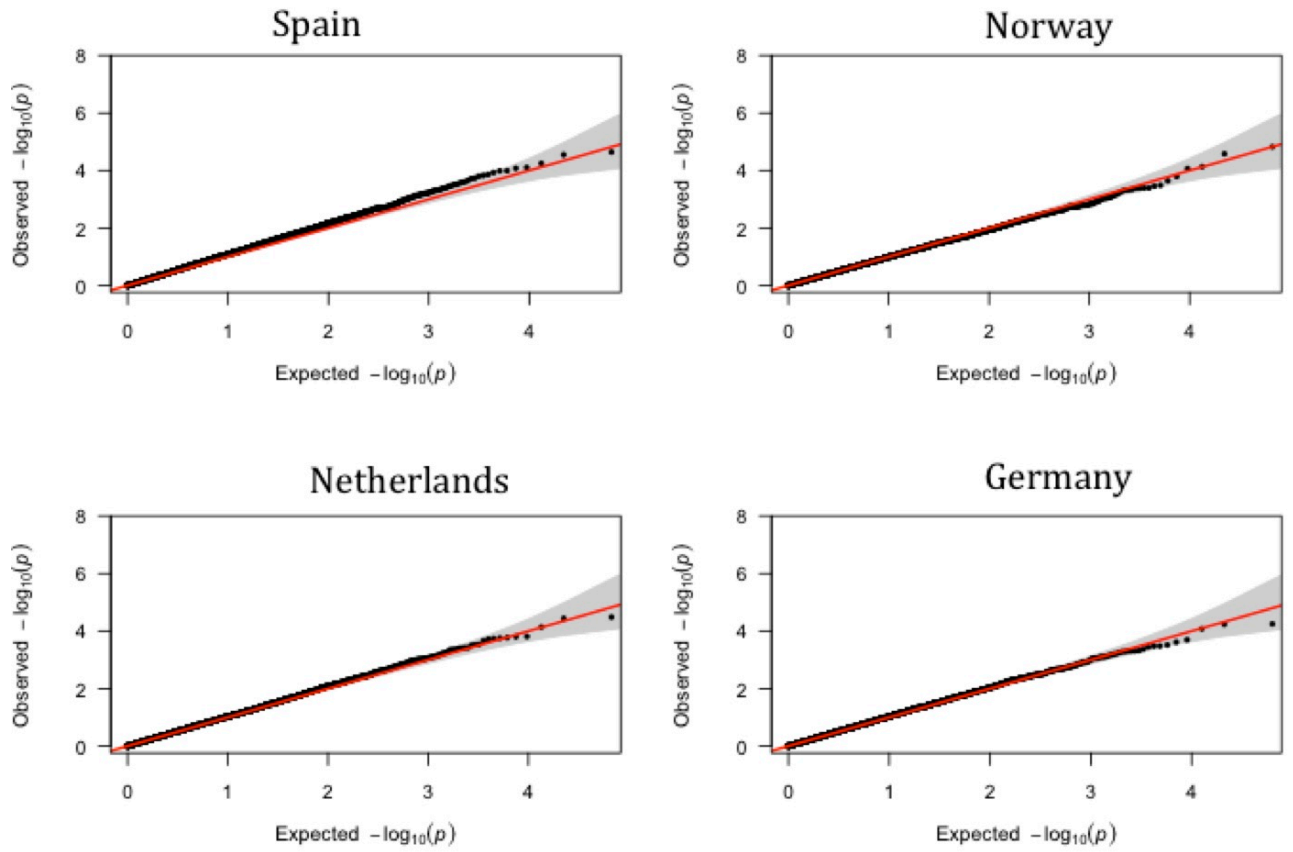 Spain
8
6
4
2
0
Observed −log10(p)
0 1 2 3 4
Expected −log10(p)
Norway
8
6
4
2
0
Observed −log10(p)
0 1 2 3 4
Expected −log10(p)
Netherlands
8
6
4
2
0
Observed −log10(p)
0 1 2 3 4
Expected −log10(p)
Germany
8
6
4
2
0
Observed −log10(p)
0 1 2 3 4
Expected −log10(p)